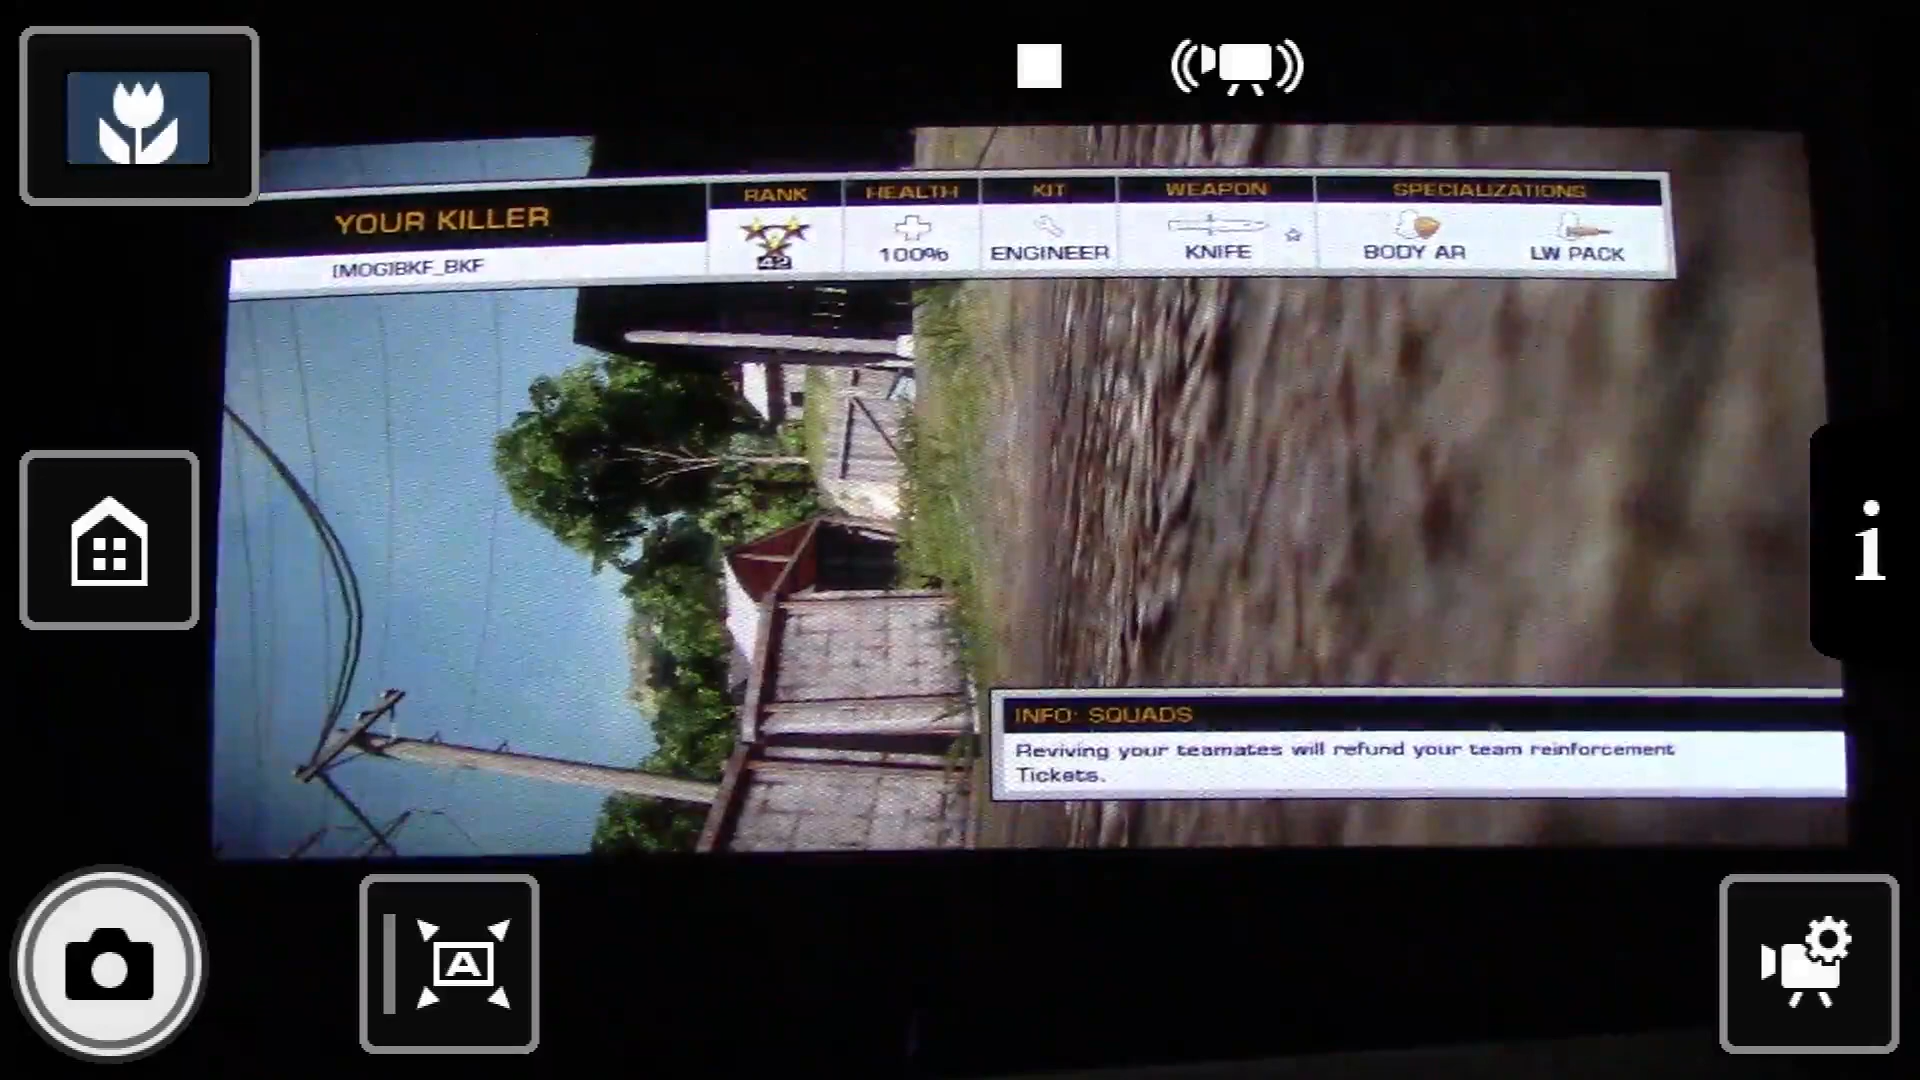 RANK HEALTH KIT WEAPON SPECIALIZATIONS
YOUR KILLER
42
100% ENGINEER KNIFE BODY AR LW PACK
[MOG]BKF_BKF
INFO: SQUADS
Reviving your teamates will refund your team reinforcement
Tickets.
i
A